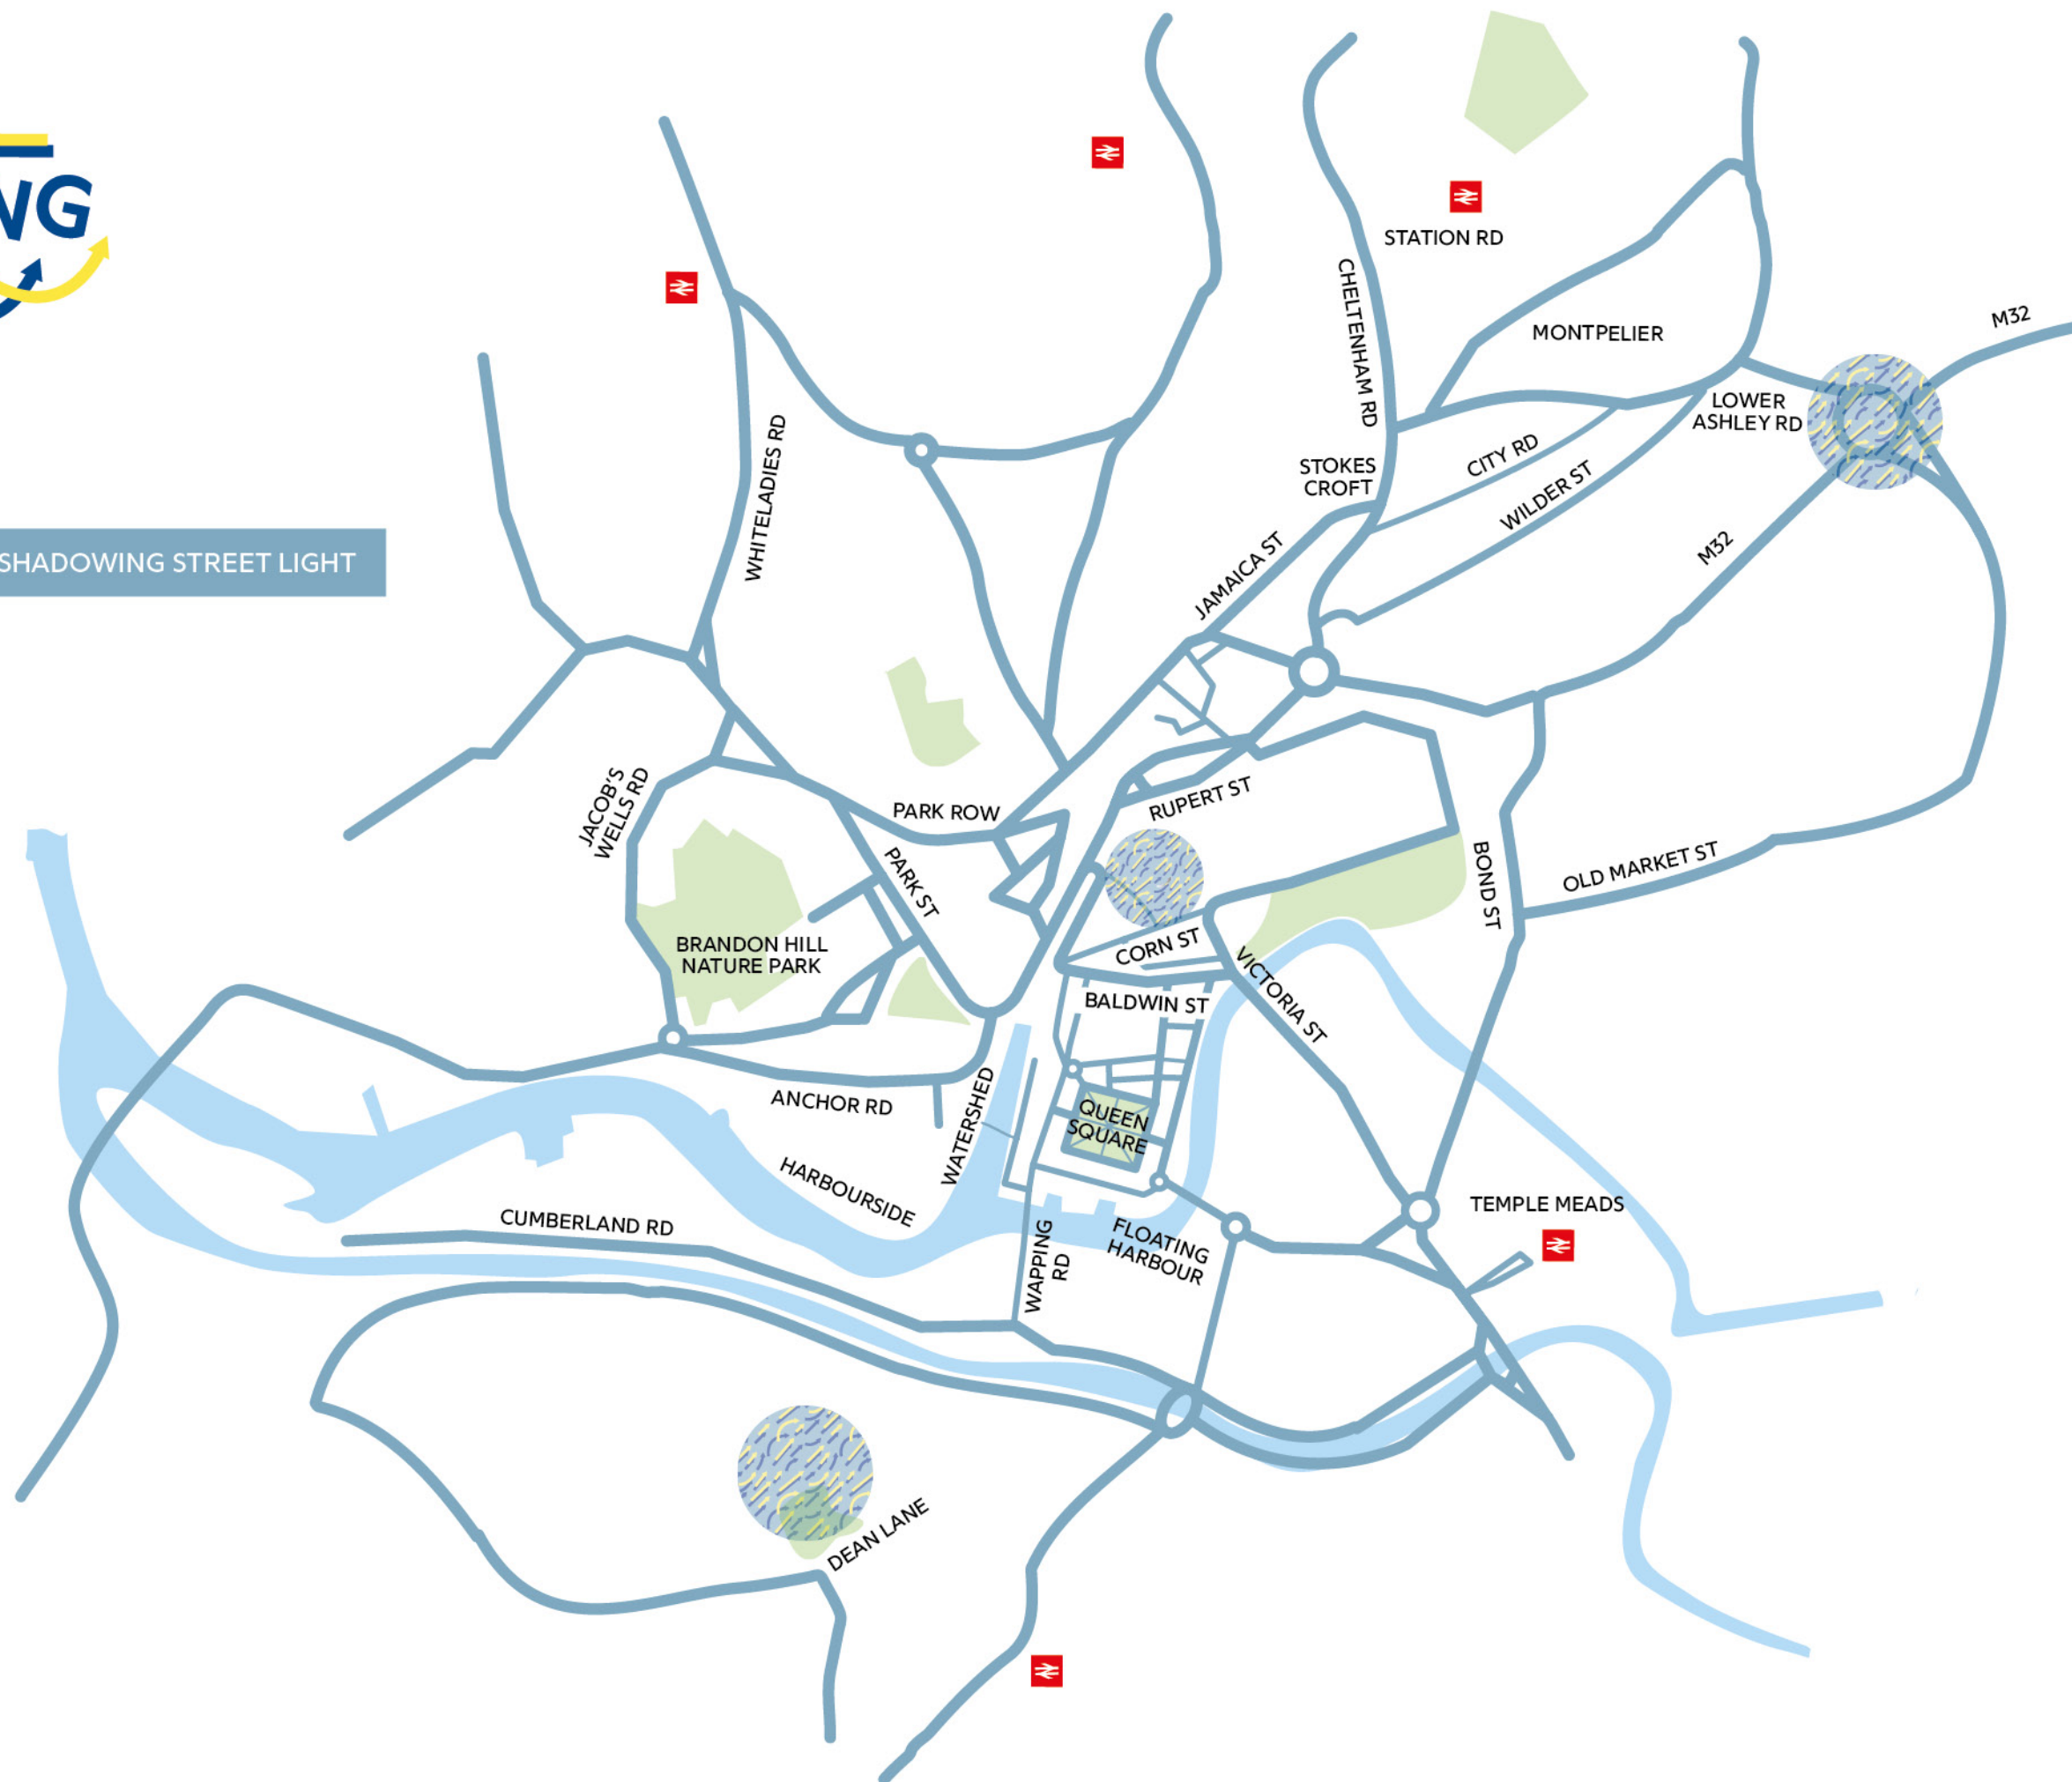 NG
SHADOWING STREET LIGHT
STATION RD
CHELTENHAM RD
MONTPELIER
M32
LOWER
ASHLEY RD
WHITELADIES RD
STOKES
CROFT
CITY RD
WILDER ST
JAMAICA ST
M32
JACOB'S
WELLS RD
PARK ROW
RUPERT ST
PARK ST
BOND ST
OLD MARKET ST
BRANDON HILL
NATURE PARK
CORN ST
VICTORIA ST
BALDWIN ST
ANCHOR RD
WATERSHED
QUEEN
SQUARE
HARBOURSIDE
TEMPLE MEADS
CUMBERLAND RD
WAPPING
RD
FLOATING
HARBOUR
DEAN LANE